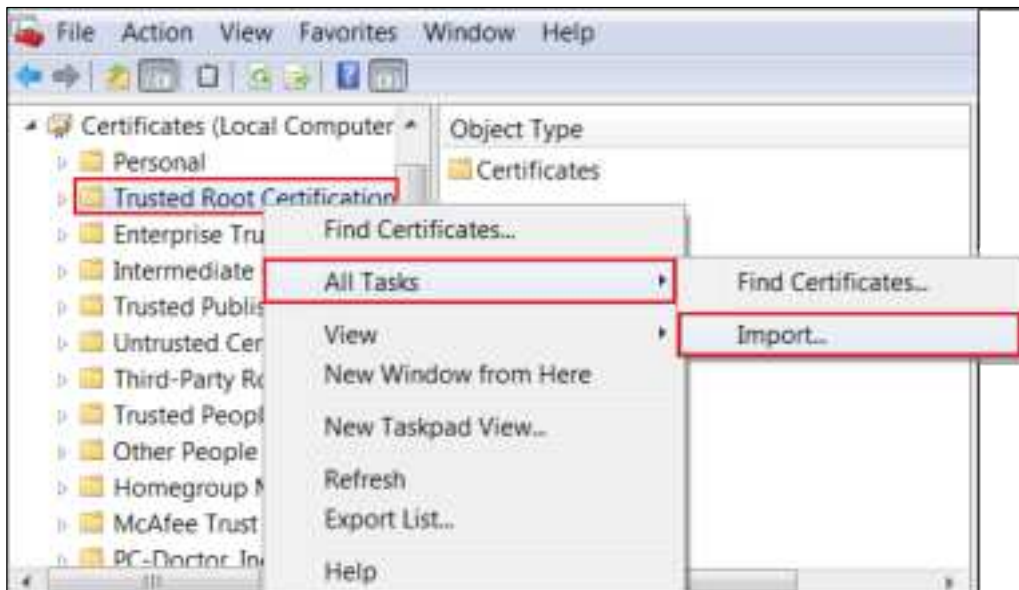 File Action View Favorites Window Help
Certificates (Local Computer
Personal
Trusted Root Certification
Enterprise Tru
Intermediate
Trusted Publis
Untrusted Cer
Third-Party Ro
Trusted Peopl
Other People
Homegroup M
McAfee Trust
PC-Doctor, In
Object Type
Certificates
Find Certificates...
All Tasks
View
New Window from Here
New Taskpad View...
Refresh
Export List...
Help
Find Certificates...
Import...